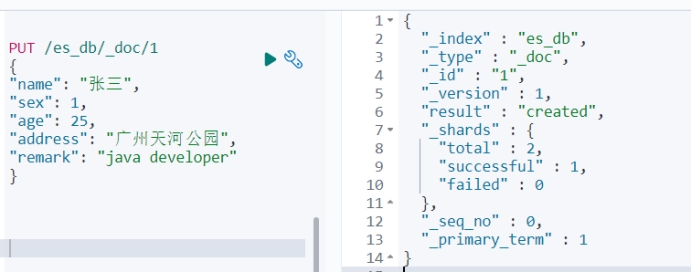 PUT /es_db/_doc/1
{
"name": "张三",
"sex": 1,
"age": 25,
"address": "广州天河公园",
"remark": "java developer"
}
1 {
2 "_index" : "es_db",
3 "_type" : "_doc",
4 "_id" : "1",
5 "_version" : 1,
6 "result" : "created",
7 "_shards" : {
8 "total" : 2,
9 "successful" : 1,
10 "failed" : 0
11 },
12 "_seq_no" : 0,
13 "_primary_term" : 1
14 }